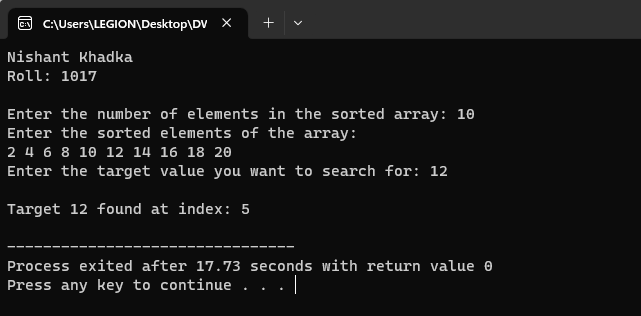 C:\Users\LEGION\Desktop\DV
Nishant Khadka
Roll: 1017
Enter the number of elements in the sorted array: 10
Enter the sorted elements of the array:
2 4 6 8 10 12 14 16 18 20
Enter the target value you want to search for: 12
Target 12 found at index: 5
--------------------------------
Process exited after 17.73 seconds with return value 0
Press any key to continue . . .